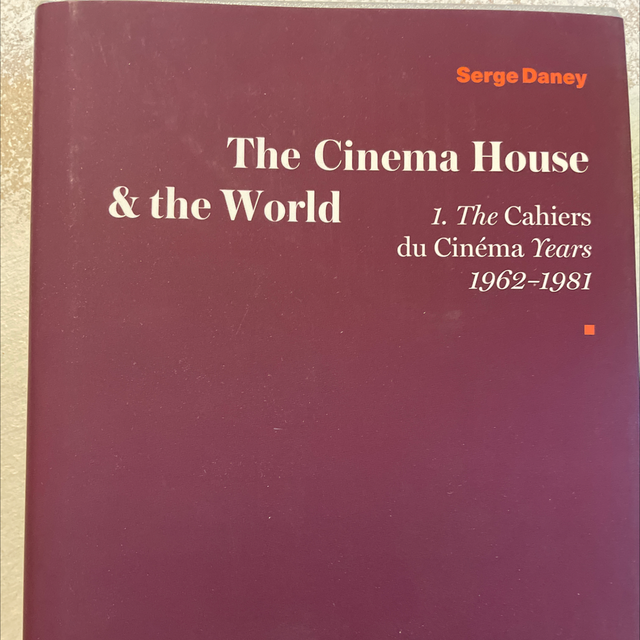 Serge Daney
The Cinema House
& the World
1. The Cahiers
du Cinéma Years
1962–1981